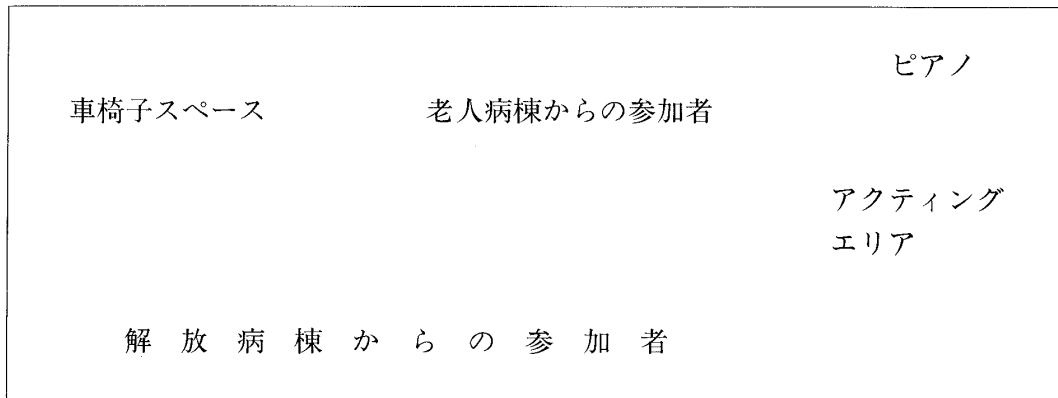 ピアノ
車椅子スペース
老人病棟からの参加者
アクティング
エリア
解放病棟からの参加者